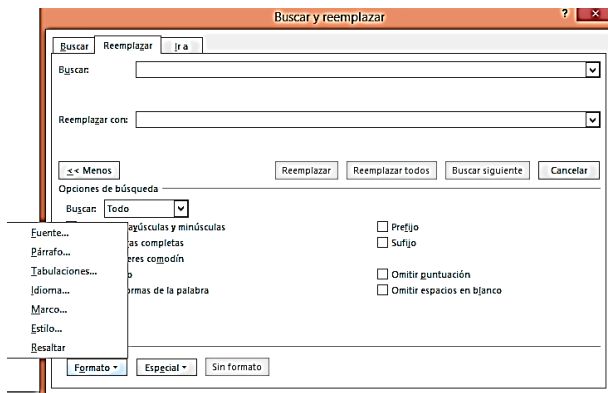 Buscar y reemplazar
?
Buscar Reemplazar Ir a
Buscar:
Reemplazar con:
<< Menos Reemplazar Reemplazar todos Buscar siguiente Cancelar
Opciones de búsqueda
Buscar: Todo
ayúsculas y minúsculas Prefijo
as completas Sufijo
eres comodín
o Omitir puntuación
ormas de la palabra Omitir espacios en blanco
Fuente...
Párrafo...
Tabulaciones...
Idioma...
Marco...
Estilo...
Resaltar
Formato Especial Sin formato